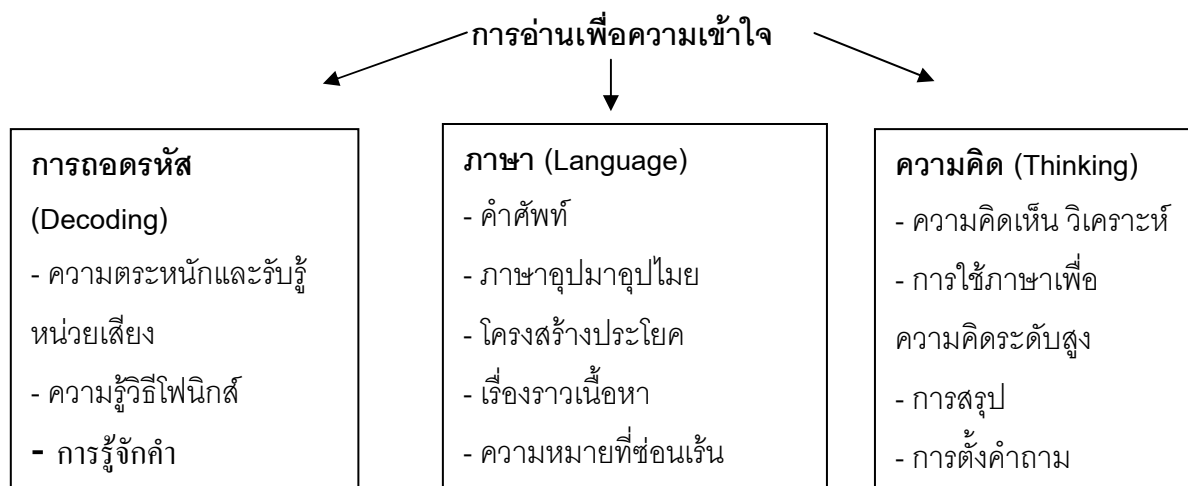 การอ่านเพื่อความเข้าใจ
การถอดรหัส
(Decoding)
- ความตระหนักและรับรู้
หน่วยเสียง
- ความรู้วิธีโฟนิกส์
- การรู้จักคำ
ภาษา (Language)
- คำศัพท์
- ภาษาอุปมาอุปไมย
- โครงสร้างประโยค
- เรื่องราวเนื้อหา
- ความหมายที่ซ่อนเร้น
ความคิด (Thinking)
- ความคิดเห็น วิเคราะห์
- การใช้ภาษาเพื่อ
ความคิดระดับสูง
- การสรุป
- การตั้งคำถาม